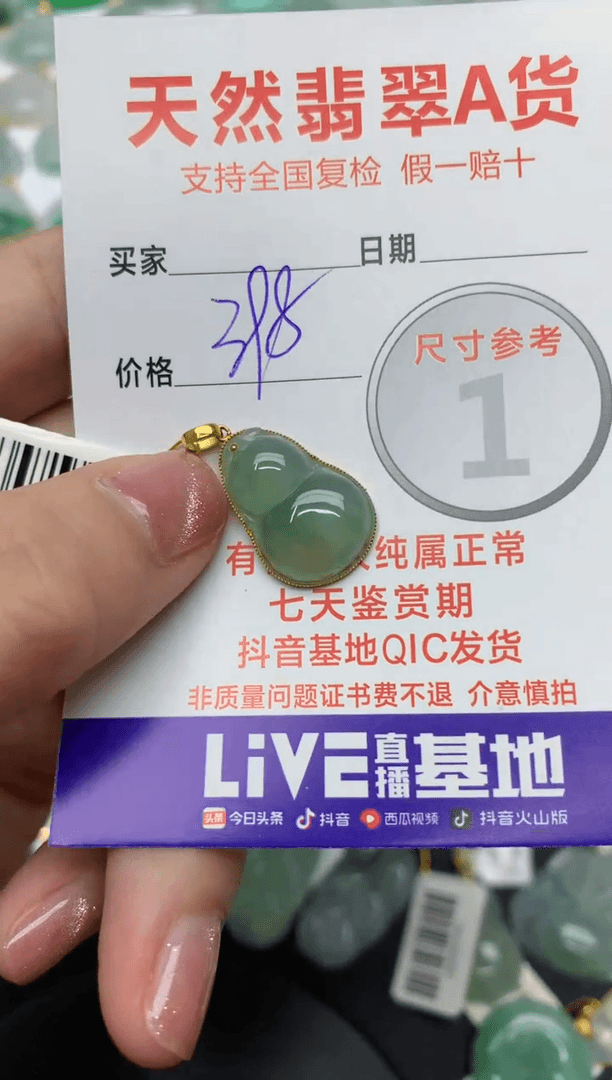 天然翡翠A货
支持全国复检 假一赔十
买家 日期
398
价格
尺寸参考
1
有 纯属正常
七天鉴赏期
抖音基地QIC发货
非质量问题证书费不退 介意慎拍
LiVE直播基地
头条 今日头条 抖音 西瓜视频 抖音火山版